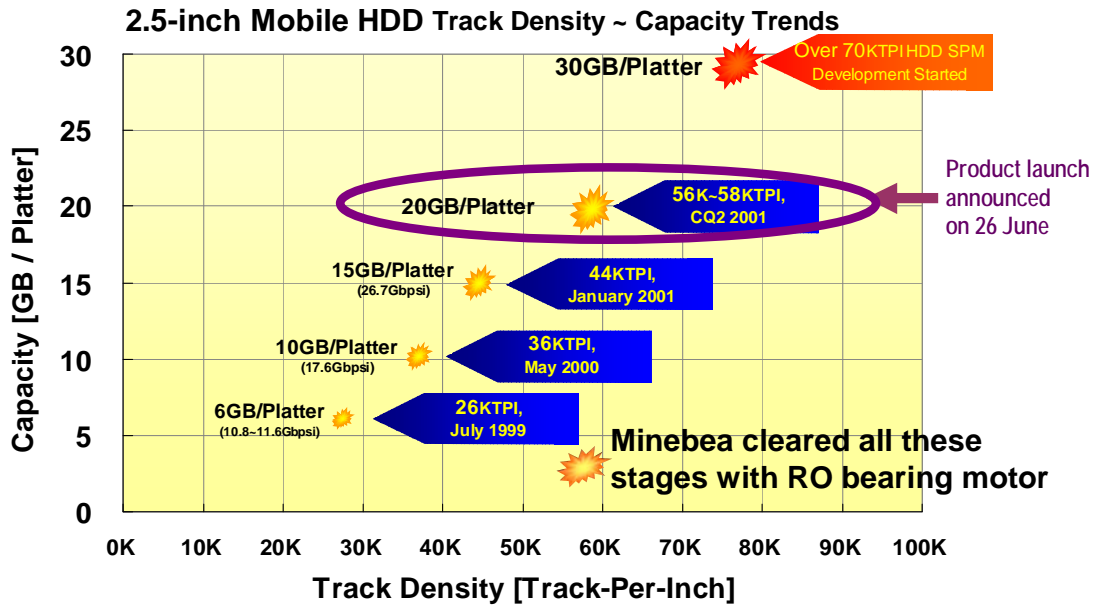 2.5-inch Mobile HDD Track Density ~ Capacity Trends
Capacity [GB / Platter]
30
25
20
15
10
5
0
30GB/Platter
Over 70KTPI HDD SPM
Development Started
20GB/Platter
56K~58KTPI,
CQ2 2001
Product launch
announced
on 26 June
15GB/Platter
(26.7Gbpsi)
44KTPI,
January 2001
10GB/Platter
(17.6Gbpsi)
36KTPI,
May 2000
6GB/Platter
(10.8~11.6Gbpsi)
26KTPI,
July 1999
Minebea cleared all these
stages with RO bearing motor
0K 10K 20K 30K 40K 50K 60K 70K 80K 90K 100K
Track Density [Track-Per-Inch]